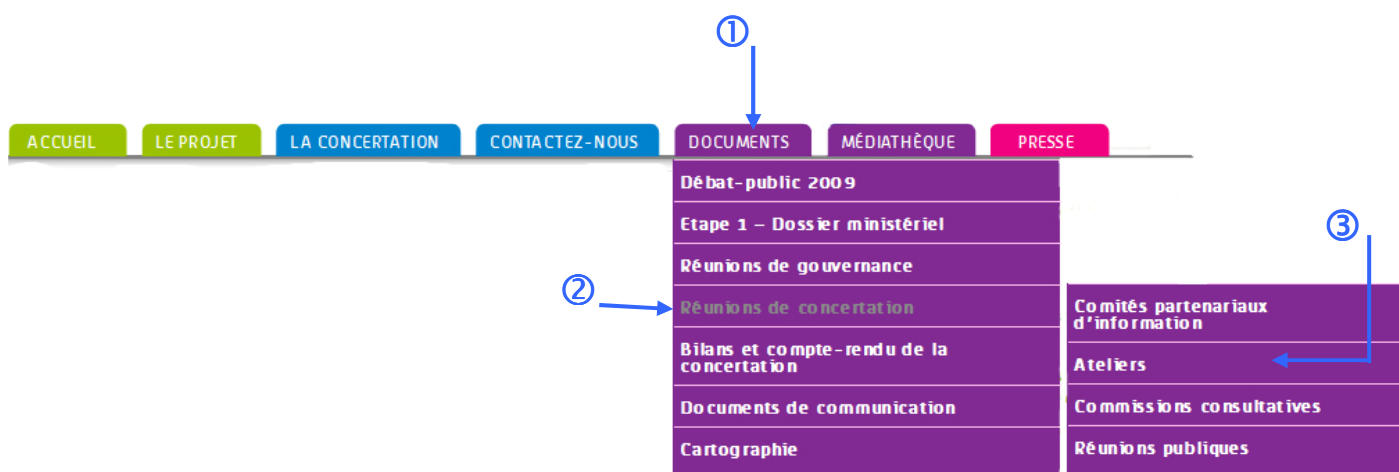 ①
ACCUEIL LE PROJET LA CONCERTATION CONTACTEZ-NOUS DOCUMENTS MÉDIATHÈQUE PRESSE
Débat-public 2009
Etape 1 – Dossier ministériel
③
Réunions de gouvernance
②
Réunions de concertation
Comités partenariaux
d'information
Bilans et compte-rendu de la
concertation
Ateliers
Documents de communication
Commissions consultatives
Cartographie
Réunions publiques